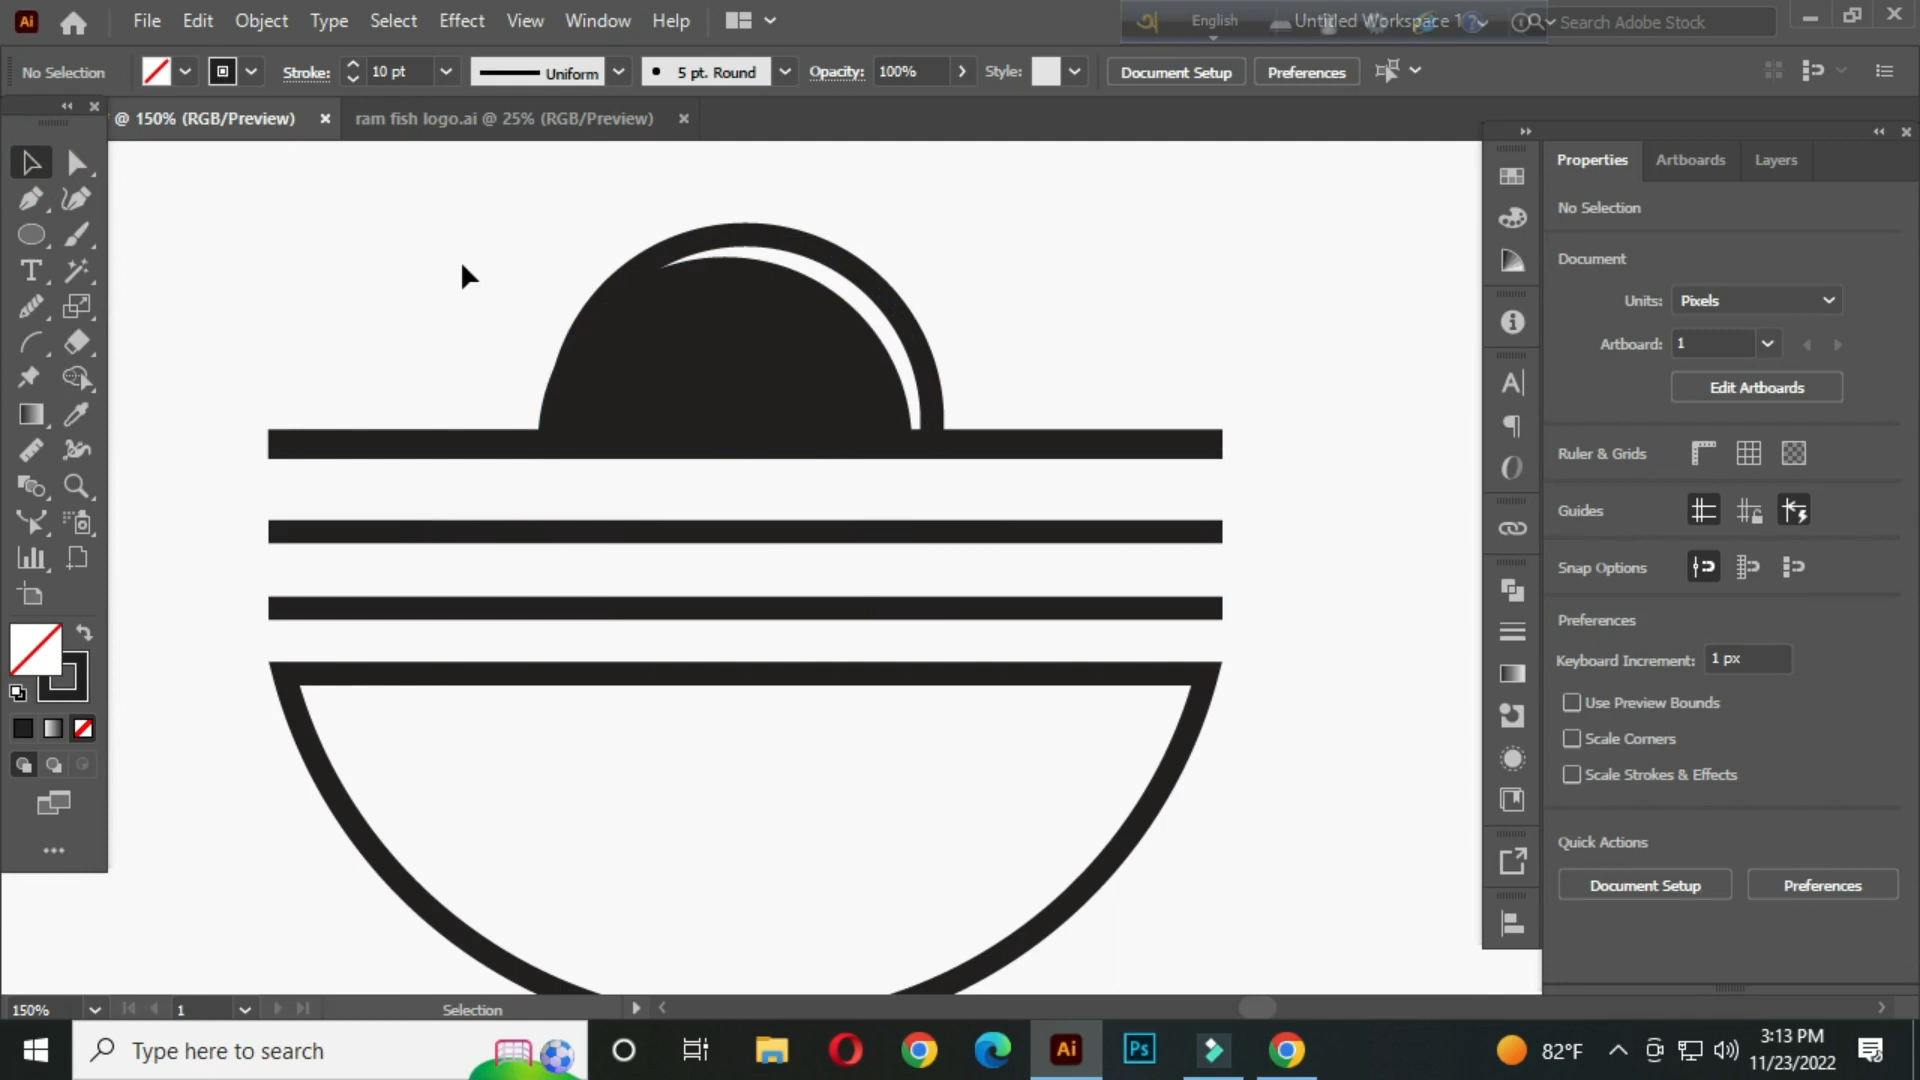 Ai File Edit Object Type Select Effect View Window Help অ English Untitled Workspace 1 Search Adobe Stock
No Selection Stroke: 10 pt Uniform 5 pt. Round Opacity: 100% Style: Document Setup Preferences
@ 150% (RGB/Preview) × ram fish logo.ai @ 25% (RGB/Preview) ×
Properties Artboards Layers
No Selection
Document
Units: Pixels
Artboard: 1
Edit Artboards
Ruler & Grids
Guides
Snap Options
Preferences
Keyboard Increment: 1 px
Use Preview Bounds
Scale Corners
Scale Strokes & Effects
Quick Actions
Document Setup Preferences
150% 1 Selection
Type here to search Ai Ps 82°F 3:13 PM
11/23/2022